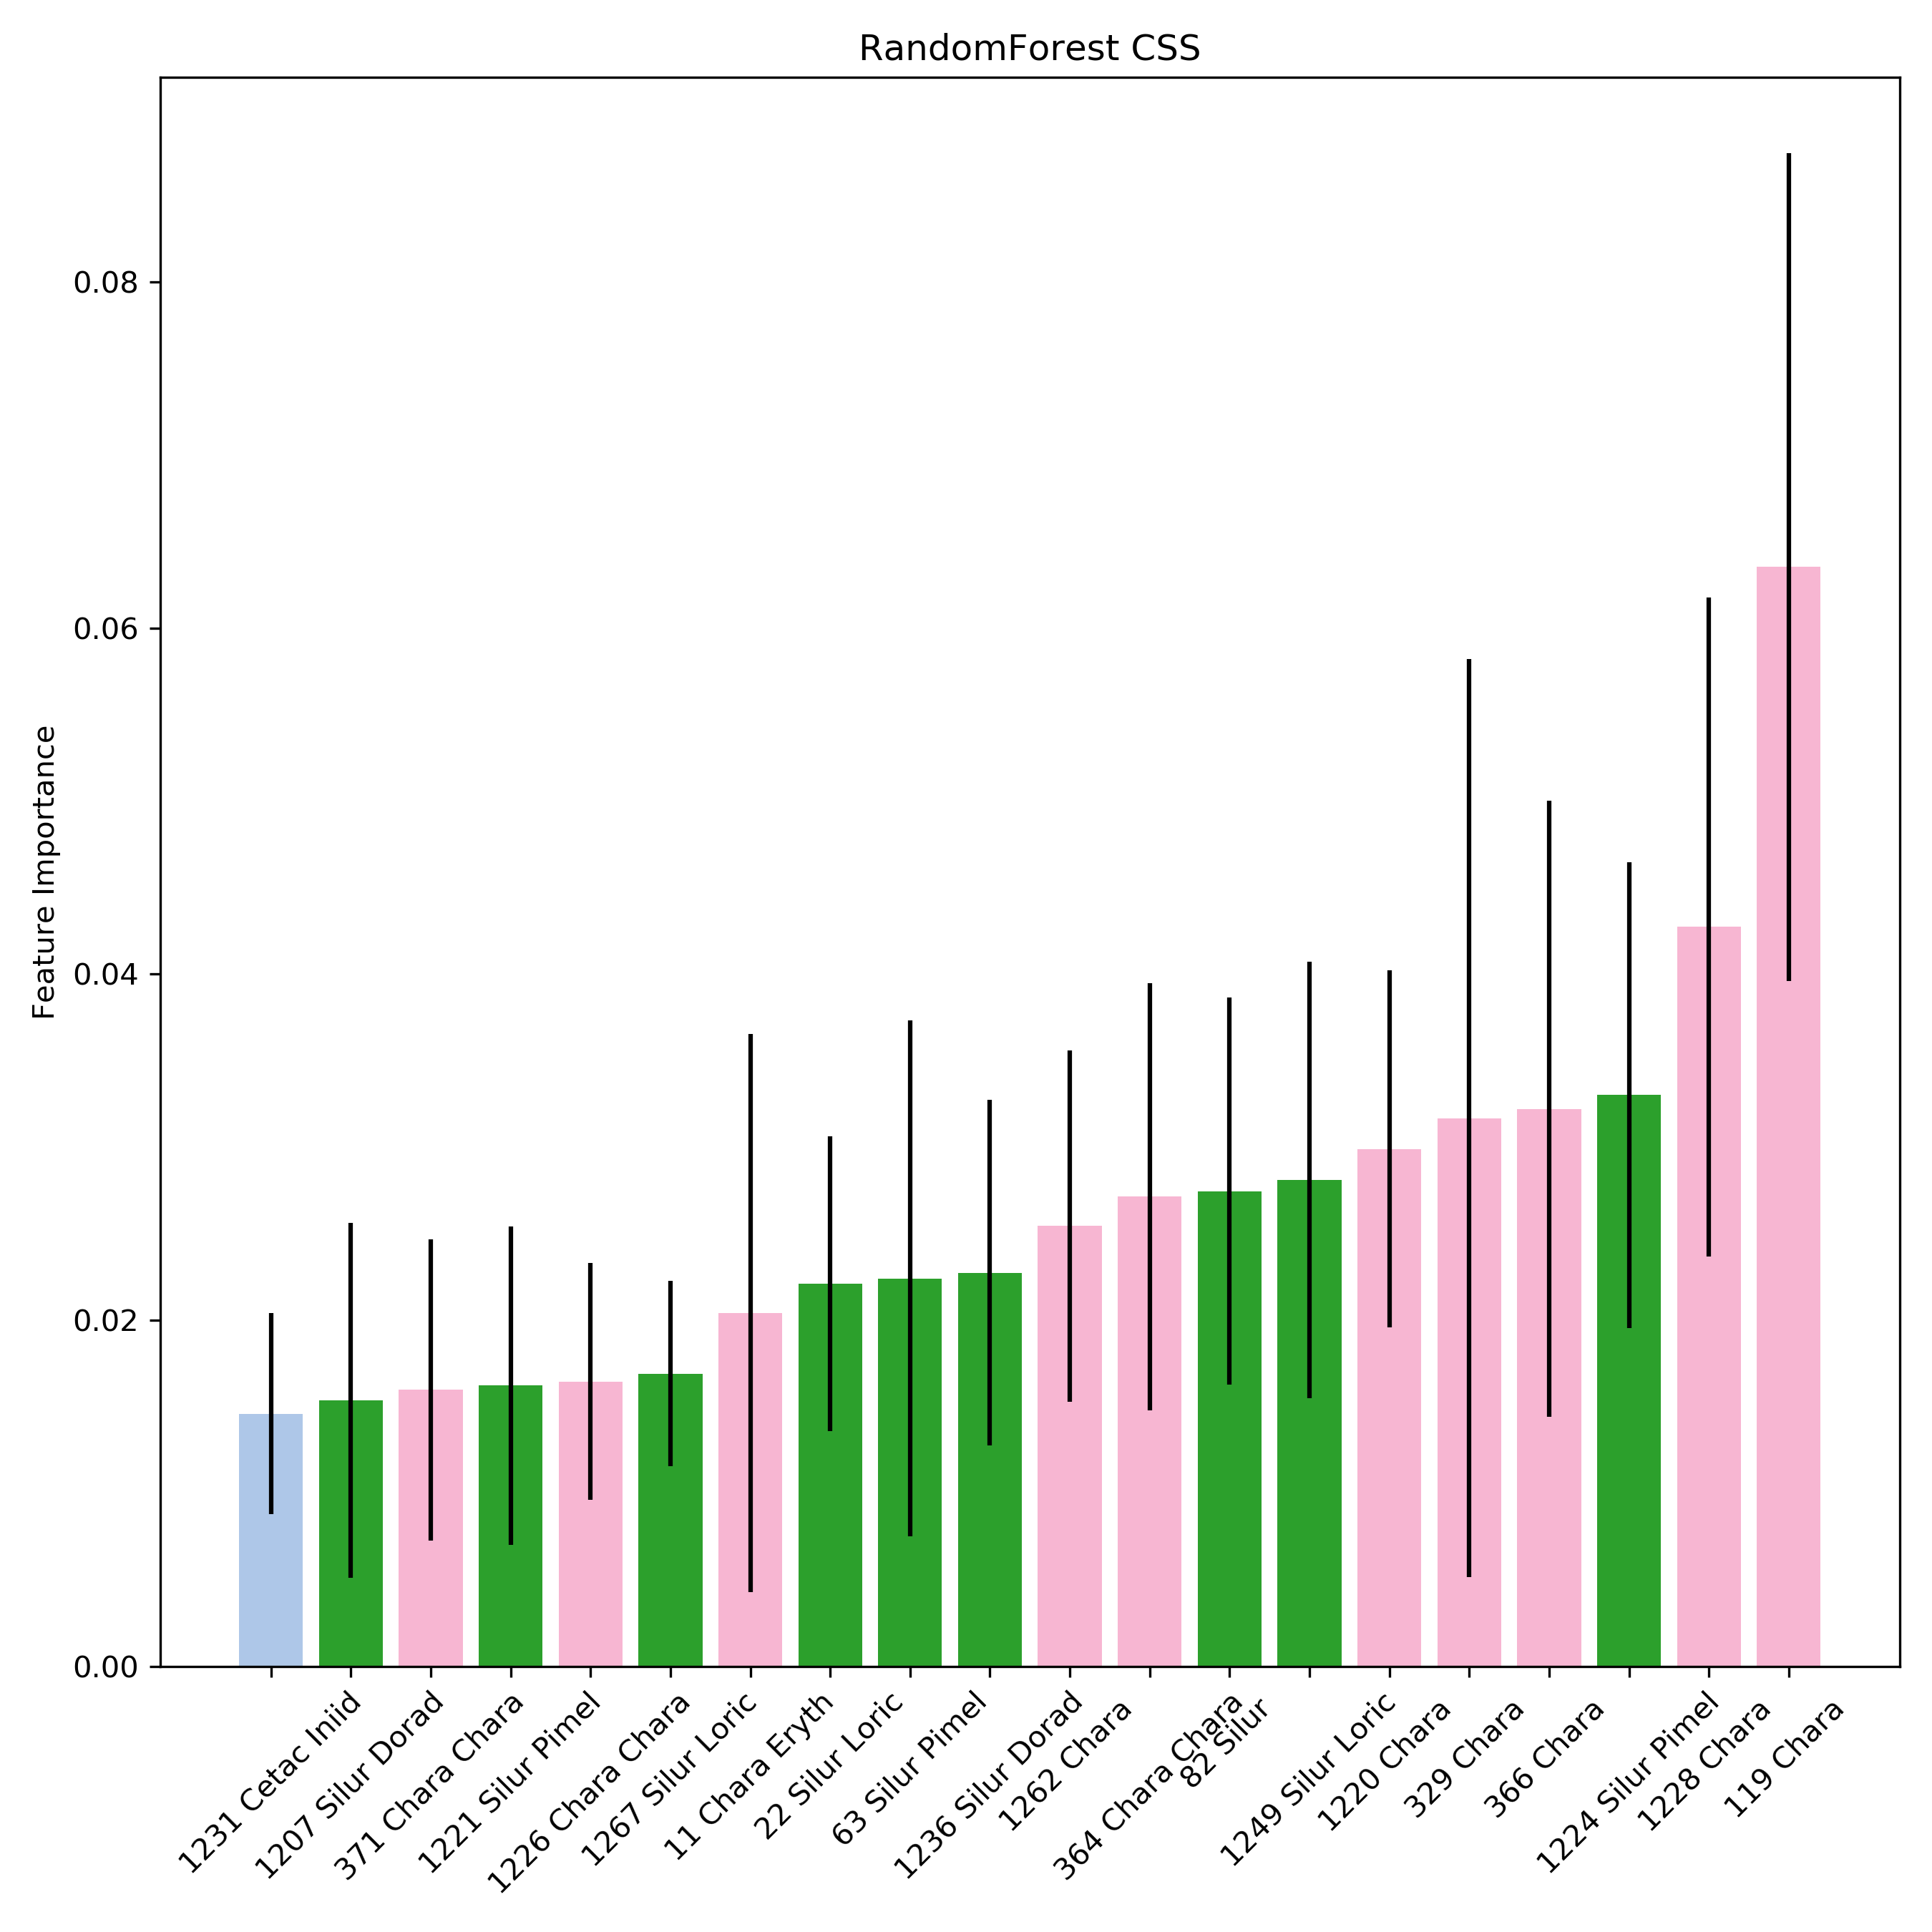 RandomForest CSS
Feature Importance
0.08
0.06
0.04
0.02
0.00
1231 Cetac Iniid
1207 Silur Dorad
371 Chara Chara
1221 Silur Pimel
1226 Chara Chara
1267 Silur Loric
11 Chara Eryth
22 Silur Loric
63 Silur Pimel
1236 Silur Dorad
1262 Chara
364 Chara Chara
82 Silur
1249 Silur Loric
1220 Chara
329 Chara
366 Chara
1224 Silur Pimel
1228 Chara
119 Chara